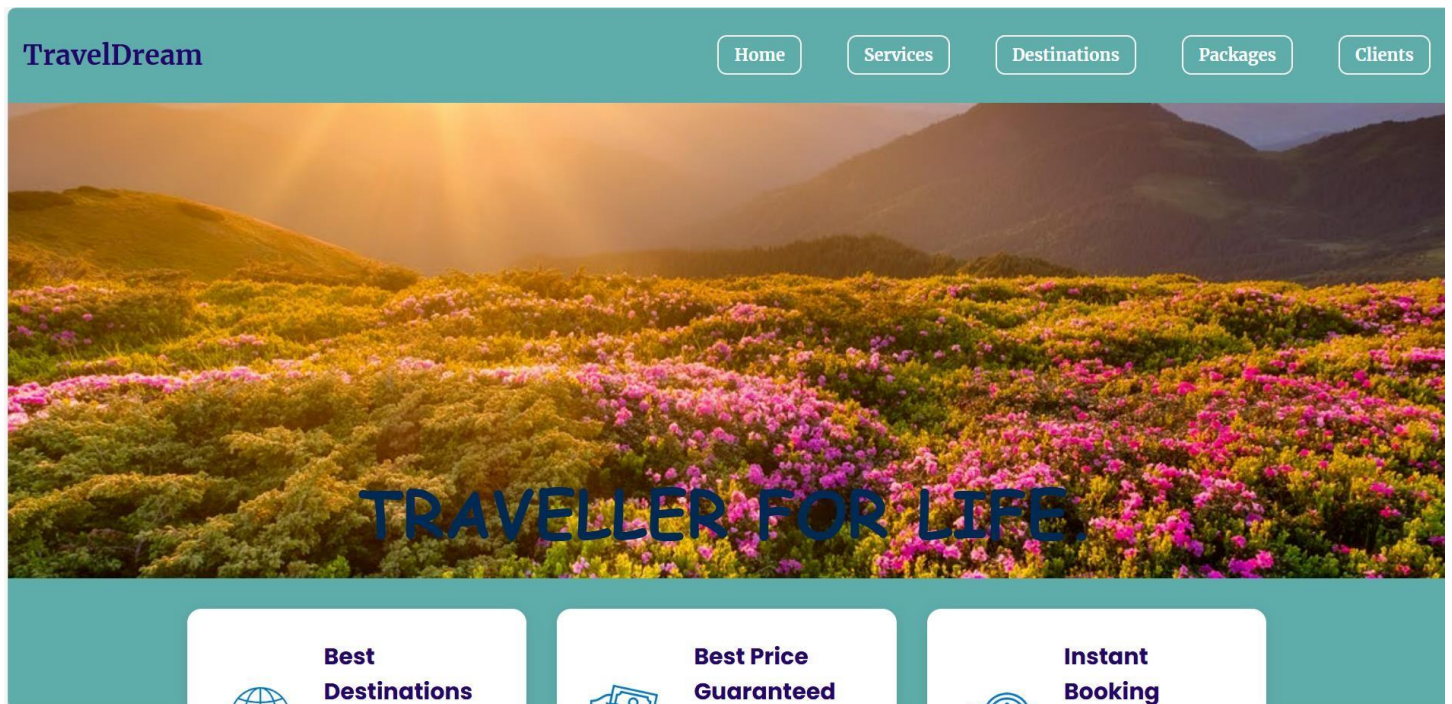 TravelDream
Home
Services
Destinations
Packages
Clients
TRAVELLER FOR LIFE.
Best
Destinations
Best Price
Guaranteed
Instant
Booking